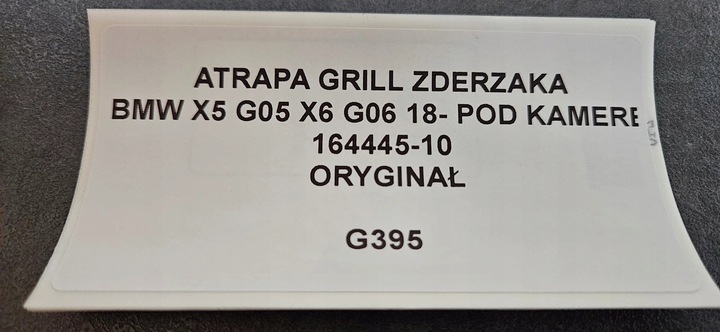 ATRAPA GRILL ZDERZAKA
BMW X5 G05 X6 G06 18- POD KAMERE
164445-10
ORYGINAŁ
G395